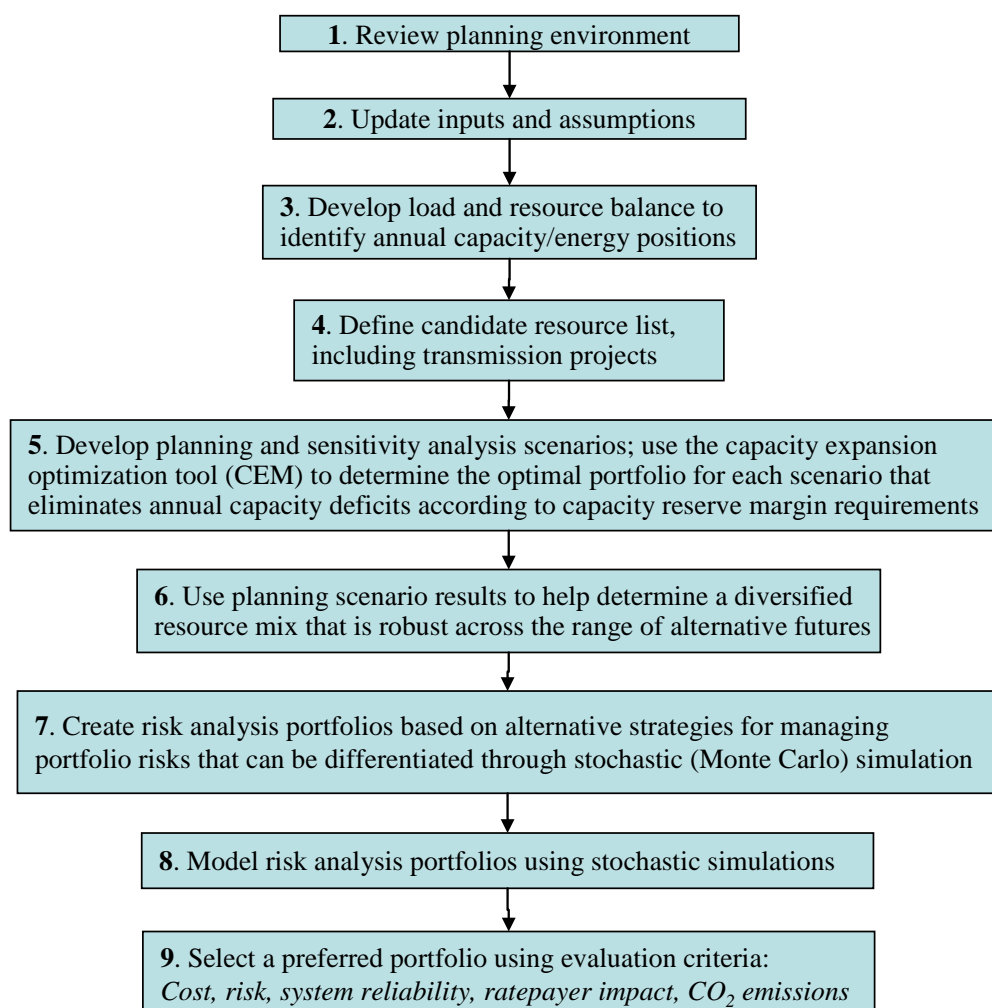 1. Review planning environment
2. Update inputs and assumptions
3. Develop load and resource balance to
identify annual capacity/energy positions
4. Define candidate resource list,
including transmission projects
5. Develop planning and sensitivity analysis scenarios; use the capacity expansion
optimization tool (CEM) to determine the optimal portfolio for each scenario that
eliminates annual capacity deficits according to capacity reserve margin requirements
6. Use planning scenario results to help determine a diversified
resource mix that is robust across the range of alternative futures
7. Create risk analysis portfolios based on alternative strategies for managing
portfolio risks that can be differentiated through stochastic (Monte Carlo) simulation
8. Model risk analysis portfolios using stochastic simulations
9. Select a preferred portfolio using evaluation criteria:
Cost, risk, system reliability, ratepayer impact, CO2 emissions